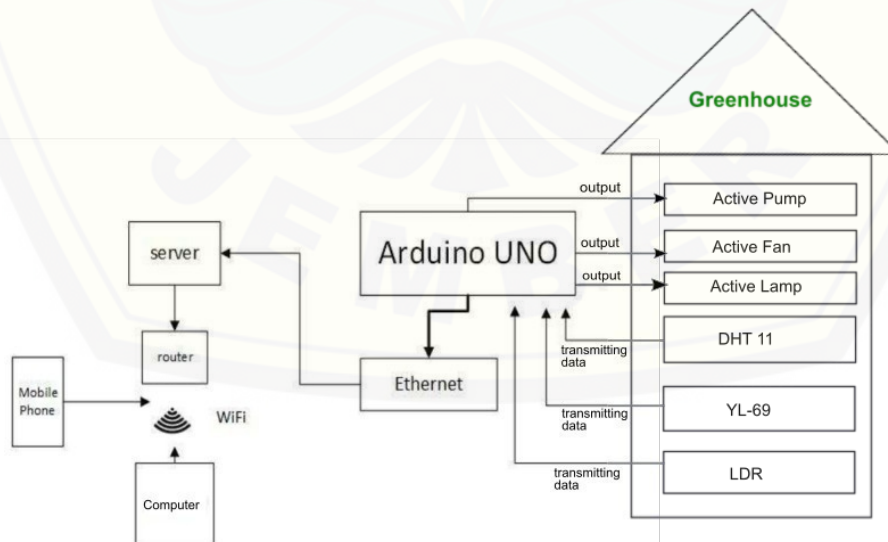 Greenhouse
JEMBER
output
Active Pump
server
Arduino UNO
output
Active Fan
output
Active Lamp
router
transmitting
data
DHT 11
Mobile
Phone
WiFi
Ethernet
transmitting
data
YL-69
Computer
transmitting
data
LDR